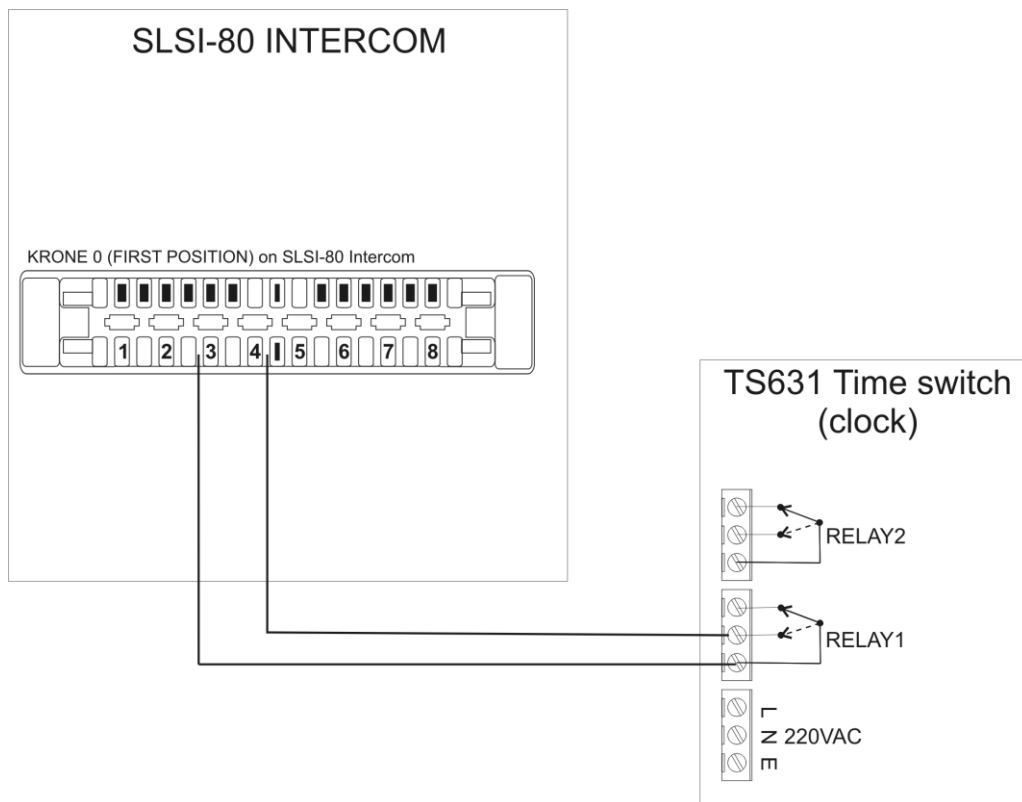 SLSI-80 INTERCOM
KRONE 0 (FIRST POSITION) on SLSI-80 Intercom
1 2 3 4 5 6 7 8
TS631 Time switch
(clock)
RELAY2
RELAY1
L
N 220VAC
E